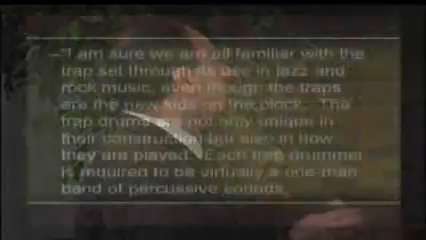 –"I am sure we are all familiar with the
trap set through its use in jazz and
rock music, even though the traps
are the new kids on the block.  The
trap drums are not only unique in
their construction but also in how
they are played.  Each trap drummer
is required to be virtually a one-man
band of percussive sounds.